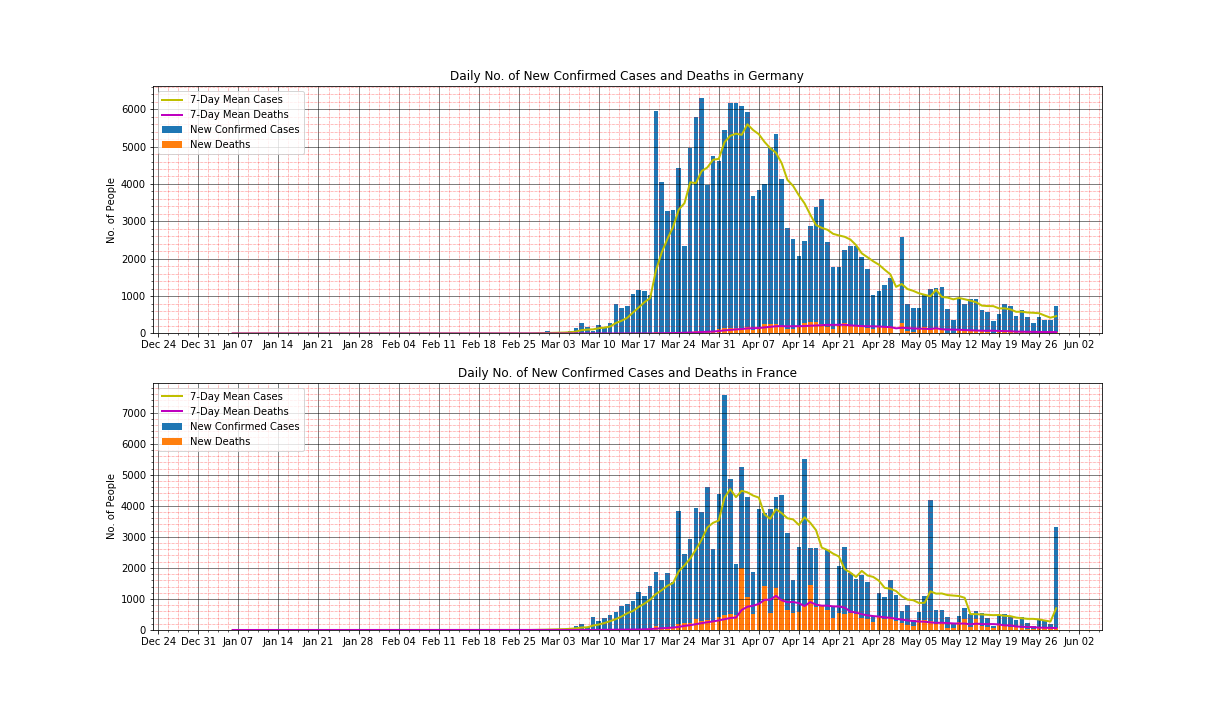 Daily No. of New Confirmed Cases and Deaths in Germany
7-Day Mean Cases
7-Day Mean Deaths
New Confirmed Cases
New Deaths
No. of People
6000
5000
4000
3000
2000
1000
0
Dec 24 Dec 31 Jan 07 Jan 14 Jan 21 Jan 28 Feb 04 Feb 11 Feb 18 Feb 25 Mar 03 Mar 10 Mar 17 Mar 24 Mar 31 Apr 07 Apr 14 Apr 21 Apr 28 May 05 May 12 May 19 May 26 Jun 02
Daily No. of New Confirmed Cases and Deaths in France
7-Day Mean Cases
7-Day Mean Deaths
New Confirmed Cases
New Deaths
No. of People
7000
6000
5000
4000
3000
2000
1000
0
Dec 24 Dec 31 Jan 07 Jan 14 Jan 21 Jan 28 Feb 04 Feb 11 Feb 18 Feb 25 Mar 03 Mar 10 Mar 17 Mar 24 Mar 31 Apr 07 Apr 14 Apr 21 Apr 28 May 05 May 12 May 19 May 26 Jun 02